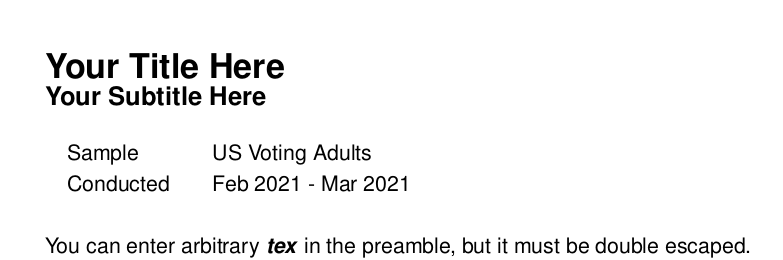 Your Title Here
Your Subtitle Here
Sample US Voting Adults
Conducted Feb 2021 - Mar 2021
You can enter arbitrary tex in the preamble, but it must be double escaped.